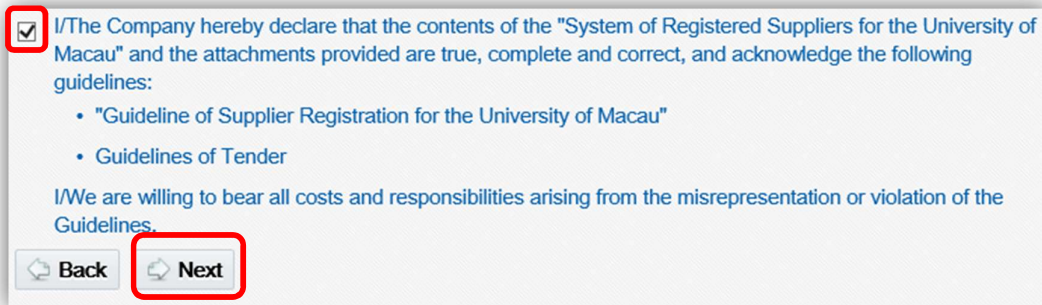 I/The Company hereby declare that the contents of the "System of Registered Suppliers for the University of
Macau" and the attachments provided are true, complete and correct, and acknowledge the following
guidelines:
• "Guideline of Supplier Registration for the University of Macau"
• Guidelines of Tender
I/We are willing to bear all costs and responsibilities arising from the misrepresentation or violation of the
Guidelines.
Back Next